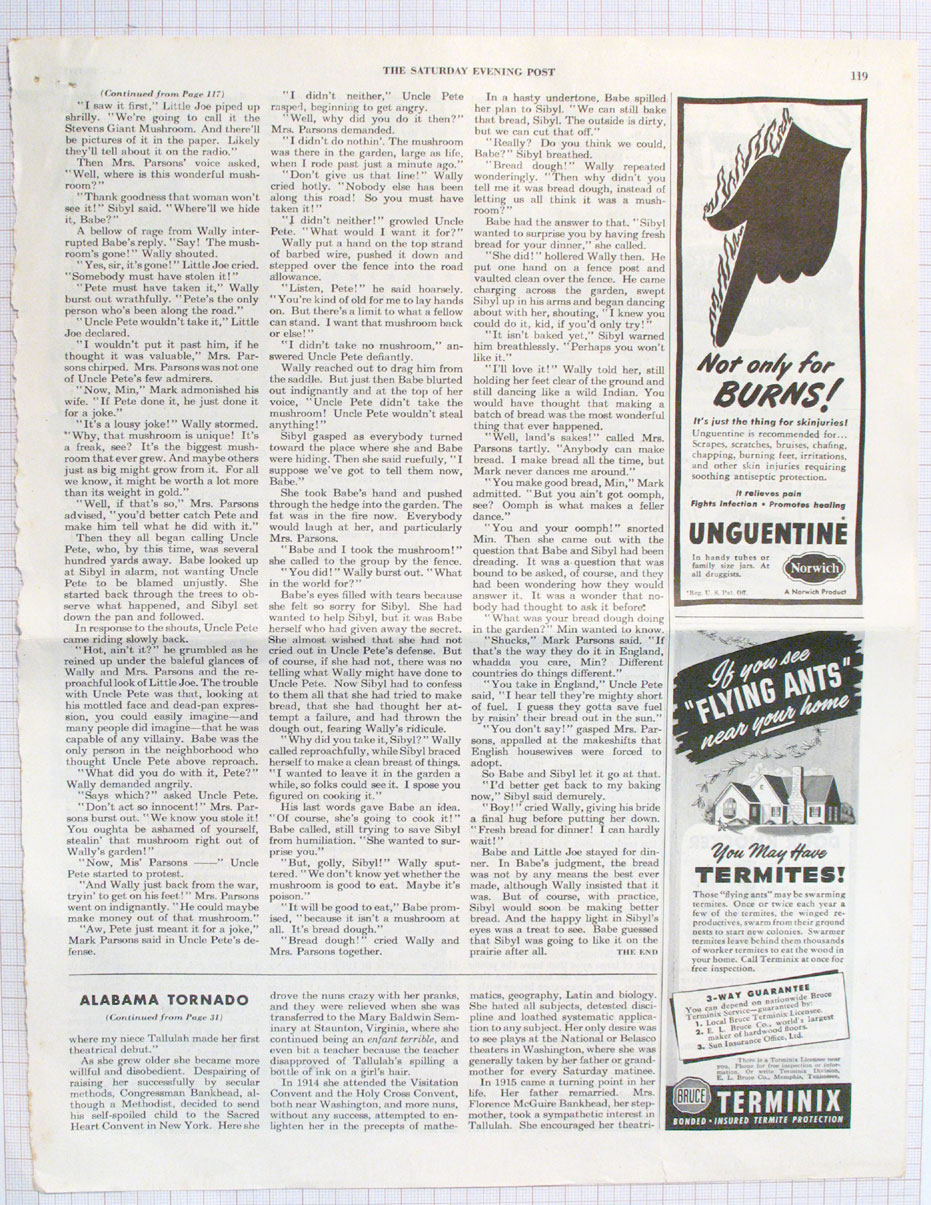 THE SATURDAY EVENING POST
119
(Continued from Page 117)
"I saw it first," Little Joe piped up
shrilly. "We're going to call it the
Stevens Giant Mushroom. And there'll
be pictures of it in the paper. Likely
they'll tell about it on the radio."
Then Mrs. Parsons' voice asked,
"Well, where is this wonderful mush-
room?"
"Thank goodness that woman won't
see it!" Sibyl said. "Where'll we hide
it, Babe?"
A bellow of rage from Wally inter-
rupted Babe's reply. "Say! The mush-
room's gone!" Wally shouted.
"Yes, sir, it's gone!" Little Joe cried.
"Somebody must have stolen it!"
"Pete must have taken it," Wally
burst out wrathfully. "Pete's the only
person who's been along the road."
"Uncle Pete wouldn't take it," Little
Joe declared.
"I wouldn't put it past him, if he
thought it was valuable," Mrs. Par-
sons chirped. Mrs. Parsons was not one
of Uncle Pete's few admirers.
"Now, Min," Mark admonished his
wife. "If Pete done it, he just done it
for a joke."
"It's a lousy joke!" Wally stormed.
"Why, that mushroom is unique! It's
a freak, see? It's the biggest mush-
room that ever grew. And maybe others
just as big might grow from it. For all
we know, it might be worth a lot more
than its weight in gold."
"Well, if that's so," Mrs. Parsons
advised, "you'd better catch Pete and
make him tell what he did with it."
Then they all began calling Uncle
Pete, who, by this time, was several
hundred yards away. Babe looked up
at Sibyl in alarm, not wanting Uncle
Pete to be blamed unjustly. She
started back through the trees to ob-
serve what happened, and Sibyl set
down the pan and followed.
In response to the shouts, Uncle Pete
came riding slowly back.
"Hot, ain't it?" he grumbled as he
reined up under the baleful glances of
Wally and Mrs. Parsons and the re-
proachful look of Little Joe. The trouble
with Uncle Pete was that, looking at
his mottled face and dead-pan expres-
sion, you could easily imagine—and
many people did imagine—that he was
capable of any villainy. Babe was the
only person in the neighborhood who
thought Uncle Pete above reproach.
"What did you do with it, Pete?"
Wally demanded angrily.
"Says which?" asked Uncle Pete.
"Don't act so innocent!" Mrs. Par-
sons burst out. "We know you stole it!
You oughta be ashamed of yourself,
stealin' that mushroom right out of
Wally's garden!"
"Now, Mis' Parsons ——" Uncle
Pete started to protest.
"And Wally just back from the war,
tryin' to get on his feet!" Mrs. Parsons
went on indignantly. "He could maybe
make money out of that mushroom."
"Aw, Pete just meant it for a joke,"
Mark Parsons said in Uncle Pete's de-
fense.
"I didn't neither," Uncle Pete
rasped, beginning to get angry.
"Well, why did you do it then?"
Mrs. Parsons demanded.
"I didn't do nothin'. The mushroom
was there in the garden, large as life,
when I rode past just a minute ago."
"Don't give us that line!" Wally
cried hotly. "Nobody else has been
along this road! So you must have
taken it!"
"I didn't neither!" growled Uncle
Pete. "What would I want it for?"
Wally put a hand on the top strand
of barbed wire, pushed it down and
stepped over the fence into the road
allowance.
"Listen, Pete!" he said hoarsely.
"You're kind of old for me to lay hands
on. But there's a limit to what a fellow
can stand. I want that mushroom back
or else!"
"I didn't take no mushroom," an-
swered Uncle Pete defiantly.
Wally reached out to drag him from
the saddle. But just then Babe blurted
out indignantly and at the top of her
voice, "Uncle Pete didn't take the
mushroom! Uncle Pete wouldn't steal
anything!"
Sibyl gasped as everybody turned
toward the place where she and Babe
were hiding. Then she said ruefully, "I
suppose we've got to tell them now,
Babe."
She took Babe's hand and pushed
through the hedge into the garden. The
fat was in the fire now. Everybody
would laugh at her, and particularly
Mrs. Parsons.
"Babe and I took the mushroom!"
she called to the group by the fence.
"You did!" Wally burst out. "What
in the world for?"
Babe's eyes filled with tears because
she felt so sorry for Sibyl. She had
wanted to help Sibyl, but it was Babe
herself who had given away the secret.
She almost wished that she had not
cried out in Uncle Pete's defense. But
of course, if she had not, there was no
telling what Wally might have done to
Uncle Pete. Now Sibyl had to confess
to them all that she had tried to make
bread, that she had thought her at-
tempt a failure, and had thrown the
dough out, fearing Wally's ridicule.
"Why did you take it, Sibyl?" Wally
called reproachfully, while Sibyl braced
herself to make a clean breast of things.
"I wanted to leave it in the garden a
while, so folks could see it. I spose you
figured on cooking it."
His last words gave Babe an idea.
"Of course, she's going to cook it!"
Babe called, still trying to save Sibyl
from humiliation. "She wanted to sur-
prise you."
"But, golly, Sibyl!" Wally sput-
tered. "We don't know yet whether the
mushroom is good to eat. Maybe it's
poison."
"It will be good to eat," Babe prom-
ised, "because it isn't a mushroom at
all. It's bread dough."
"Bread dough!" cried Wally and
Mrs. Parsons together.
In a hasty undertone, Babe spilled
her plan to Sibyl. "We can still bake
that bread, Sibyl. The outside is dirty,
but we can cut that off."
"Really? Do you think we could,
Babe?" Sibyl breathed.
"Bread dough!" Wally repeated
wonderingly. "Then why didn't you
tell me it was bread dough, instead of
letting us all think it was a mush-
room?"
Babe had the answer to that. "Sibyl
wanted to surprise you by having fresh
bread for your dinner," she called.
"She did!" hollered Wally then. He
put one hand on a fence post and
vaulted clean over the fence. He came
charging across the garden, swept
Sibyl up in his arms and began dancing
about with her, shouting, "I knew you
could do it, kid, if you'd only try!"
"It isn't baked yet," Sibyl warned
him breathlessly. "Perhaps you won't
like it."
"I'll love it!" Wally told her, still
holding her feet clear of the ground and
still dancing like a wild Indian. You
would have thought that making a
batch of bread was the most wonderful
thing that ever happened.
"Well, land's sakes!" called Mrs.
Parsons tartly. "Anybody can make
bread. I make bread all the time, but
Mark never dances me around."
"You make good bread, Min," Mark
admitted. "But you ain't got oomph,
see? Oomph is what makes a feller
dance."
"You and your oomph!" snorted
Min. Then she came out with the
question that Babe and Sibyl had been
dreading. It was a question that was
bound to be asked, of course, and they
had been wondering how they would
answer it. It was a wonder that no-
body had thought to ask it before.
"What was your bread dough doing
in the garden?" Min wanted to know.
"Shucks," Mark Parsons said. "If
that's the way they do it in England,
whadda you care, Min? Different
countries do things different."
"You take in England," Uncle Pete
said, "I hear tell they're mighty short
of fuel. I guess they gotta save fuel
by raisin' their bread out in the sun."
"You don't say!" gasped Mrs. Par-
sons, appalled at the makeshifts that
English housewives were forced to
adopt.
So Babe and Sibyl let it go at that.
"I'd better get back to my baking
now," Sibyl said demurely.
"Boy!" cried Wally, giving his bride
a final hug before putting her down.
"Fresh bread for dinner! I can hardly
wait!"
Babe and Little Joe stayed for din-
ner. In Babe's judgment, the bread
was not by any means the best ever
made, although Wally insisted that it
was. But of course, with practice,
Sibyl would soon be making better
bread. And the happy light in Sibyl's
eyes was a treat to see. Babe guessed
that Sibyl was going to like it on the
prairie after all. THE END
ALABAMA TORNADO
(Continued from Page 31)
where my niece Tallulah made her first
theatrical debut."
As she grew older she became more
willful and disobedient. Despairing of
raising her successfully by secular
methods, Congressman Bankhead, al-
though a Methodist, decided to send
his self-spoiled child to the Sacred
Heart Convent in New York. Here she
drove the nuns crazy with her pranks,
and they were relieved when she was
transferred to the Mary Baldwin Sem-
inary at Staunton, Virginia, where she
continued being an enfant terrible, and
even bit a teacher because the teacher
disapproved of Tallulah's spilling a
bottle of ink on a girl's hair.
In 1914 she attended the Visitation
Convent and the Holy Cross Convent,
both near Washington, and more nuns,
without any success, attempted to en-
lighten her in the precepts of mathe-
matics, geography, Latin and biology.
She hated all subjects, detested disci-
pline and loathed systematic applica-
tion to any subject. Her only desire was
to see plays at the National or Belasco
theaters in Washington, where she was
generally taken by her father or grand-
mother for every Saturday matinee.
In 1915 came a turning point in her
life. Her father remarried. Mrs.
Florence McGuire Bankhead, her step-
mother, took a sympathetic interest in
Tallulah. She encouraged her theatri-
Not only for
BURNS!
It's just the thing for skinjuries!
Unguentine is recommended for...
Scrapes, scratches, bruises, chafing,
chapping, burning feet, irritations,
and other skin injuries requiring
soothing antiseptic protection.
It relieves pain
Fights Infection • Promotes healing
UNGUENTINE*
In handy tubes or
family size jars. At
all druggists.
Norwich
*Reg. U. S. Pat. Off.
A Norwich Product
If you see
"FLYING ANTS"
near your home
You May Have
TERMITES!
Those "flying ants" may be swarming
termites. Once or twice each year a
few of the termites, the winged re-
productives, swarm from their ground
nests to start new colonies. Swarmer
termites leave behind them thousands
of worker termites to eat the wood in
your home. Call Terminix at once for
free inspection.
3-WAY GUARANTEE
You can depend on nationwide Bruce
Terminix Service—guaranteed by:
1. Local Bruce Terminix Licensee.
2. E. L. Bruce Co., world's largest
maker of hardwood floors.
3. Sun Insurance Office, Ltd.
There is a Terminix Licensee near
you. Phone for free inspection or infor-
mation. Or write Terminix Division,
E. L. Bruce Co., Memphis, Tennessee.
BRUCE
TERMINIX
BONDED • INSURED TERMITE PROTECTION